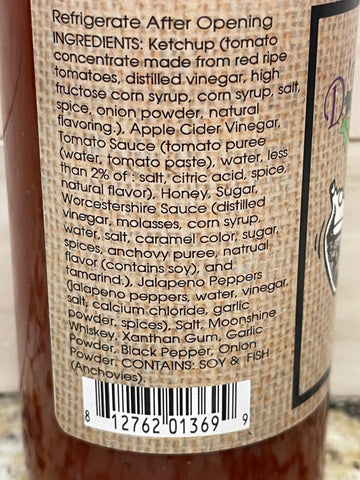 Refrigerate After Opening
INGREDIENTS: Ketchup (tomato
concentrate made from red ripe
tomatoes, distilled vinegar, high
fructose corn syrup, corn syrup, salt,
spice, onion powder, natural
flavoring.), Apple Cider Vinegar,
Tomato Sauce (tomato puree
(water, tomato paste), water, less
than 2% of : salt, citric acid, spice,
natural flavor), Honey, Sugar,
Worcestershire Sauce (distilled
vinegar, molasses, corn syrup,
water, salt, caramel color, sugar,
spices, anchovy puree, natrual
flavor (contains soy), and
tamarind.), Jalapeno Peppers
(jalapeno peppers, water, vinegar,
salt, calcium chloride, garlic
powder, spices), Salt, Moonshine
Whiskey, Xanthan Gum, Garlic
Powder, Black Pepper, Onion
Powder. CONTAINS: SOY & FISH
(Anchovies).
8 12762 01369 9